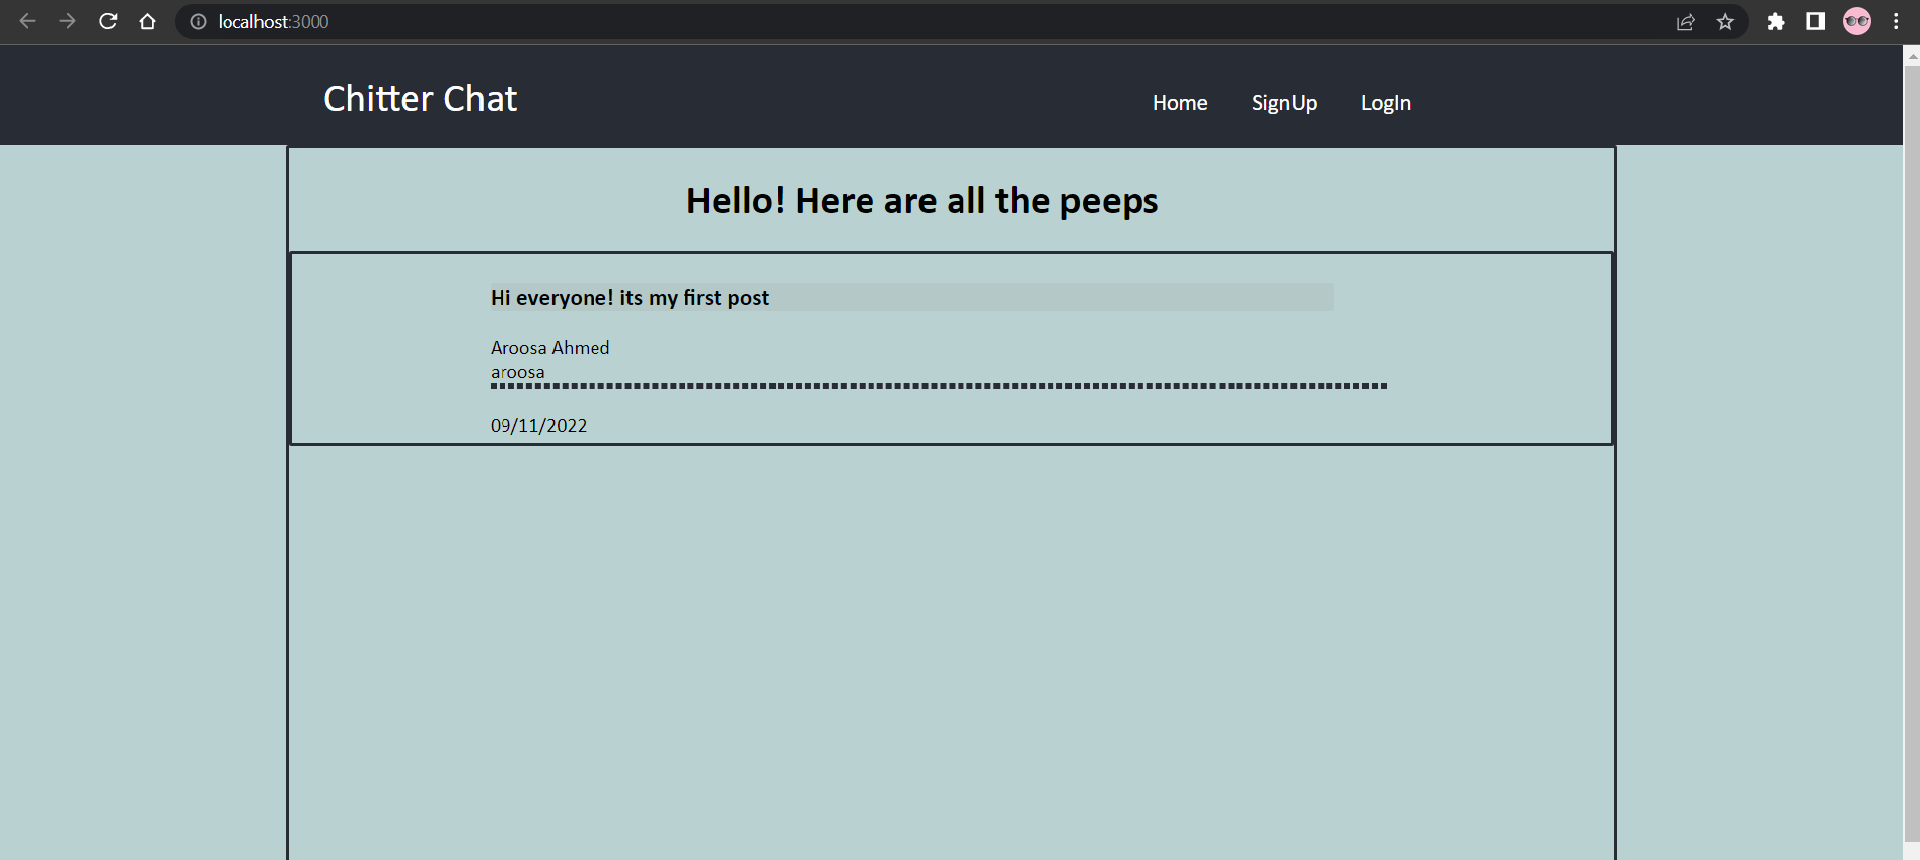 localhost:3000
Chitter Chat
Home SignUp LogIn
Hello! Here are all the peeps
Hi everyone! its my first post
Aroosa Ahmed
aroosa
09/11/2022